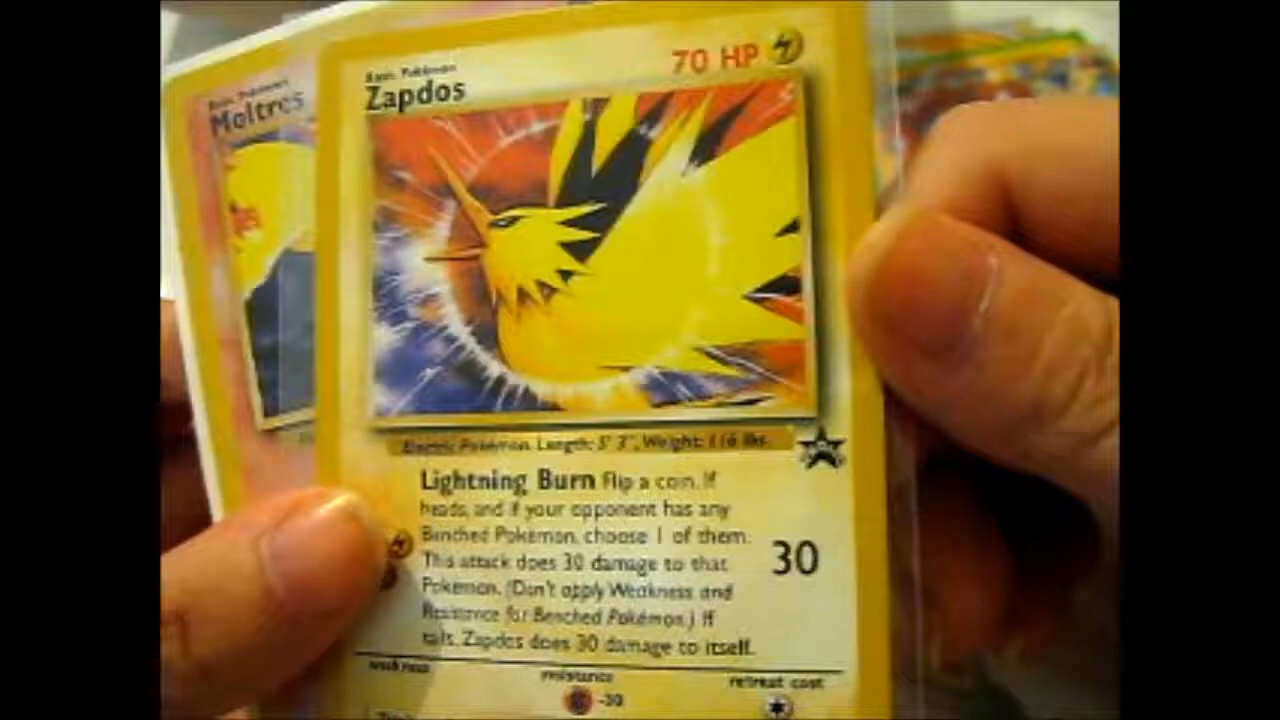 Basic Pokémon
Moltres
Basic Pokémon
Zapdos
70 HP
Electric Pokémon. Length: 5' 3", Weight: 116 lbs.
Lightning Burn Flip a coin. If
heads, and if your opponent has any
Benched Pokémon, choose 1 of them.
This attack does 30 damage to that
Pokémon. (Don't apply Weakness and
Resistance for Benched Pokémon.) If
tails, Zapdos does 30 damage to itself.
30
weakness
resistance
retreat cost
-30